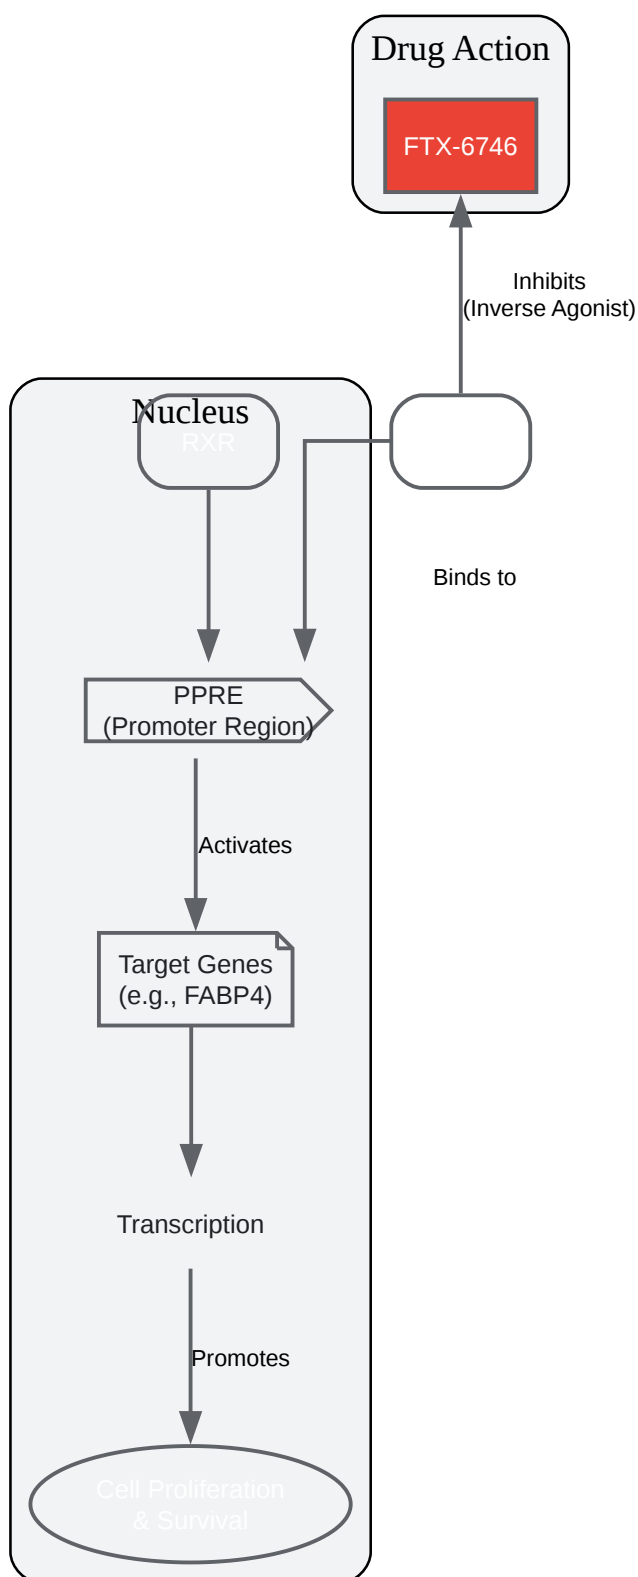 Drug Action
FTX-6746
Inhibits
(Inverse Agonist)
Nucleus
RXR
Binds to
PPRE
(Promoter Region)
Activates
Target Genes
(e.g., FABP4)
Transcription
Promotes
Cell Proliferation
& Survival